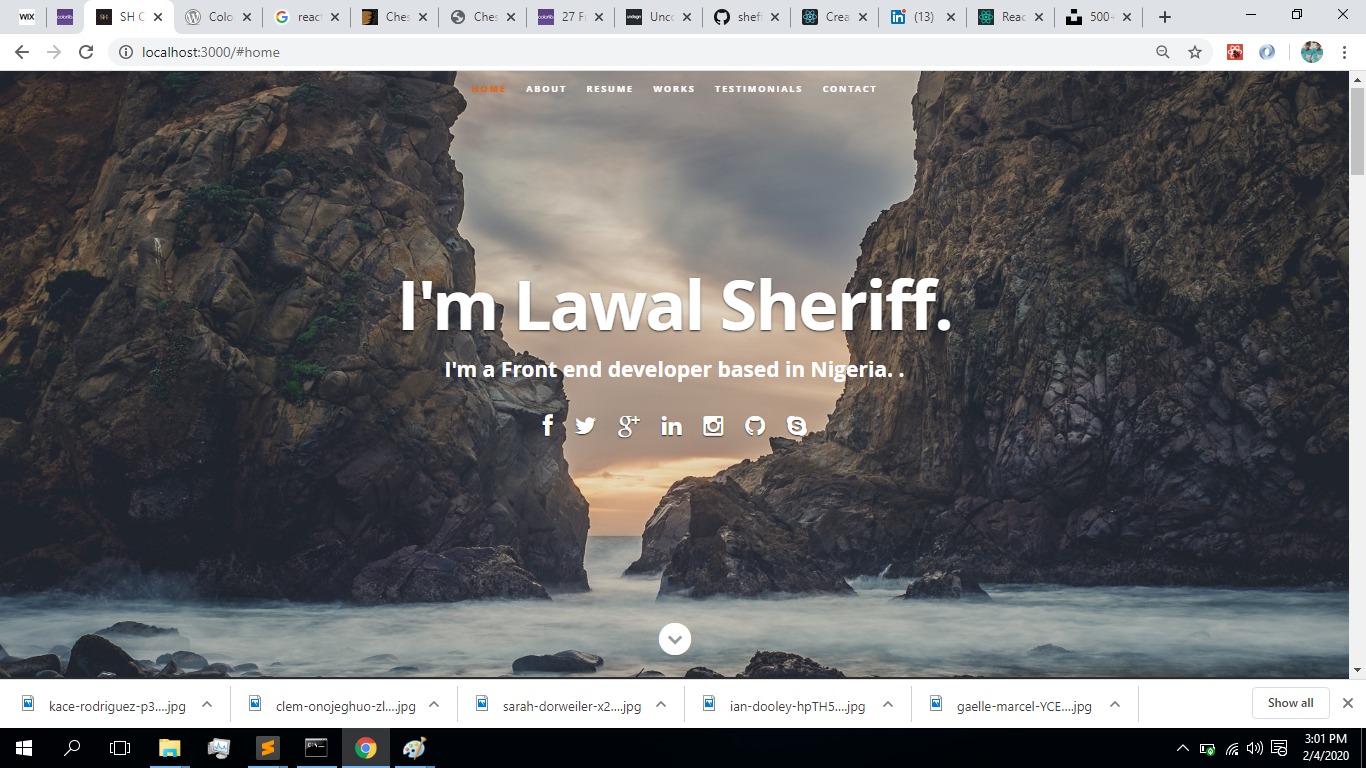 WIX
SH C
Colo
react
Ches
Ches
27 Fr
Unco
shef
Crea
(13)
Reac
500+
localhost:3000/#home
HOME ABOUT RESUME WORKS TESTIMONIALS CONTACT
I'm Lawal Sheriff.
I'm a Front end developer based in Nigeria. .
kace-rodriguez-p3....jpg
clem-onojeghuo-zl....jpg
sarah-dorweiler-x2....jpg
ian-dooley-hpTH5....jpg
gaelle-marcel-YCE....jpg
Show all
3:01 PM
2/4/2020